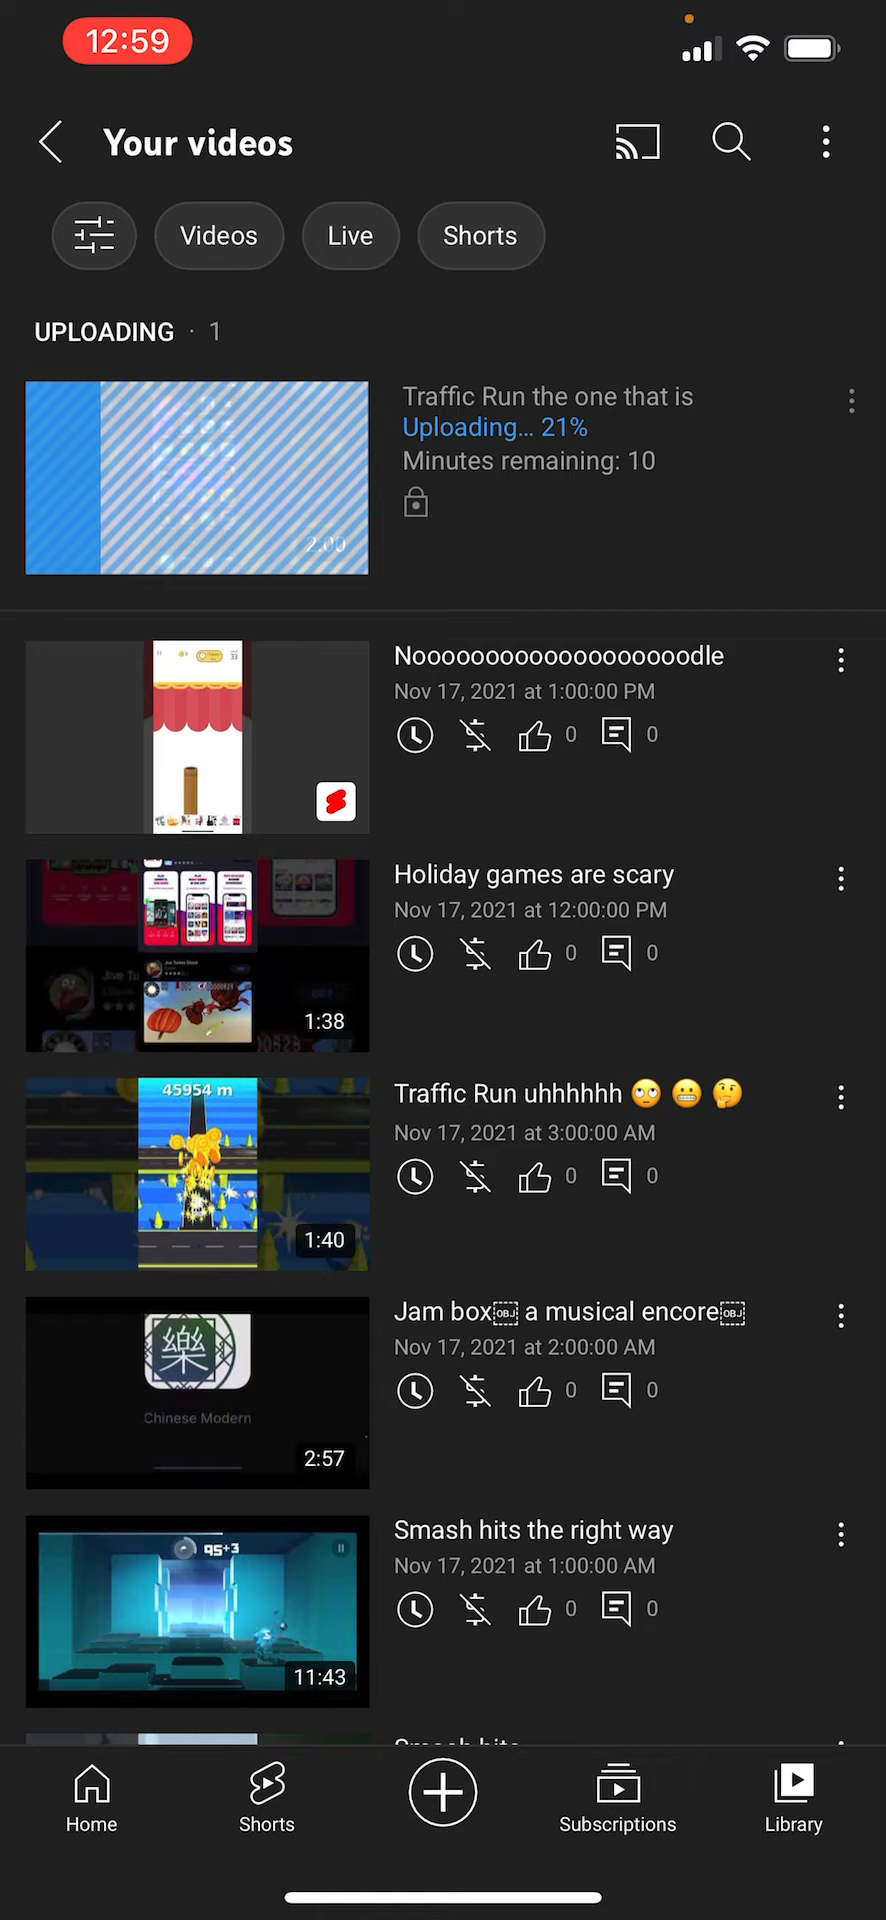 12:59
Your videos
Videos
Live
Shorts
UPLOADING · 1
Traffic Run the one that is
Uploading... 21%
Minutes remaining: 10
2:00
Noooooooooooooooooodle
Nov 17, 2021 at 1:00:00 PM
0 0
Holiday games are scary
Nov 17, 2021 at 12:00:00 PM
0 0
1:38
45954 m
Traffic Run uhhhhhh 🙄 😬 🤔
Nov 17, 2021 at 3:00:00 AM
0 0
1:40
Jam box￼ a musical encore￼
Nov 17, 2021 at 2:00:00 AM
0 0
樂
Chinese Modern
2:57
Smash hits the right way
Nov 17, 2021 at 1:00:00 AM
0 0
95+3
11:43
Smash hits
Home
Shorts
Subscriptions
Library